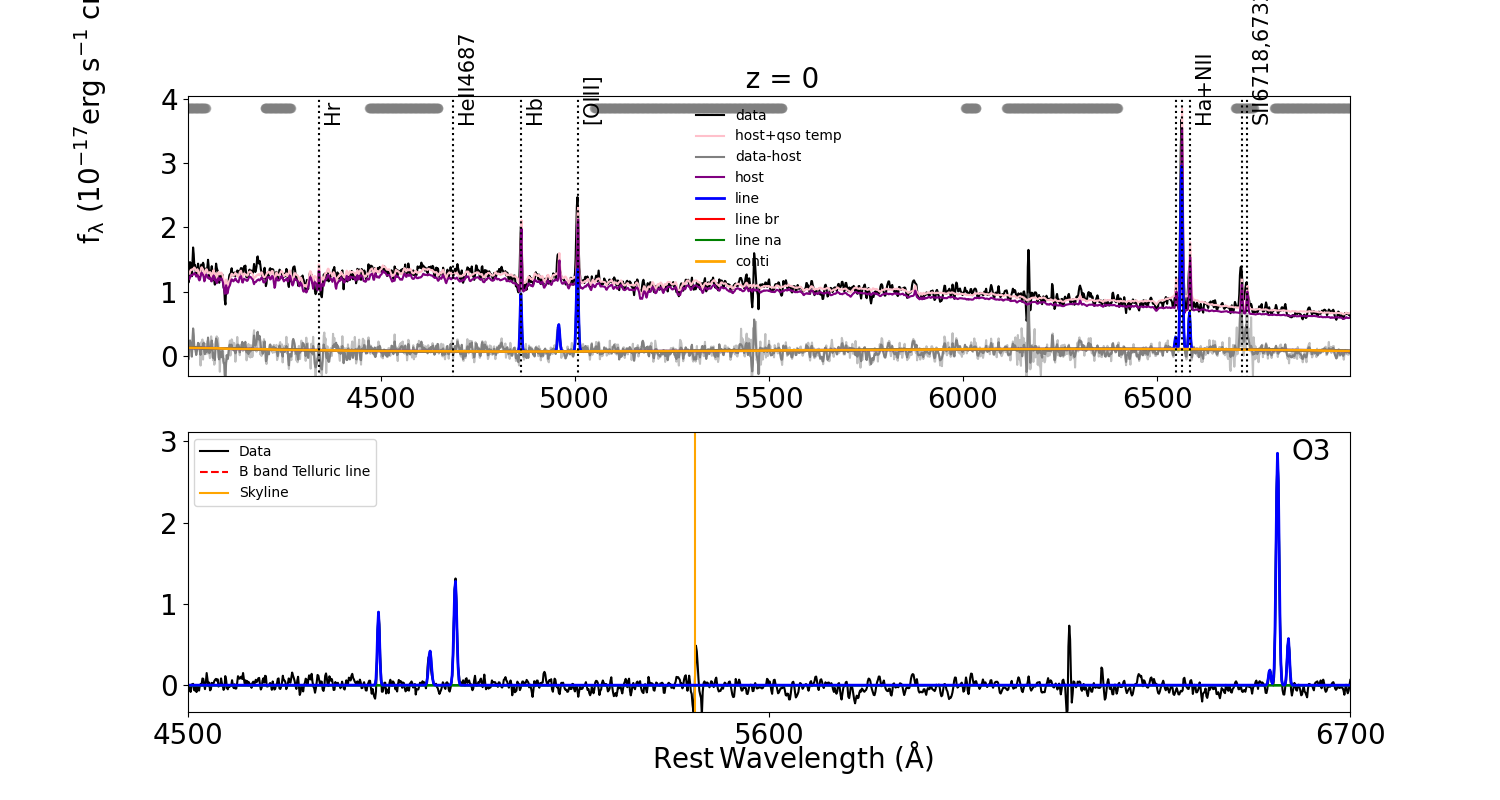 z = 0
f_λ (10^−17 erg s^−1
Hr
HeII4687
Hb
[OIII]
Ha+NII
SII6718,673
data
host+qso temp
data-host
host
line
line br
line na
conti
4
3
2
1
0
4500 5000 5500 6000 6500
Data
B band Telluric line
Skyline
O3
3
2
1
0
4500 5600 6700
Rest Wavelength (Å)